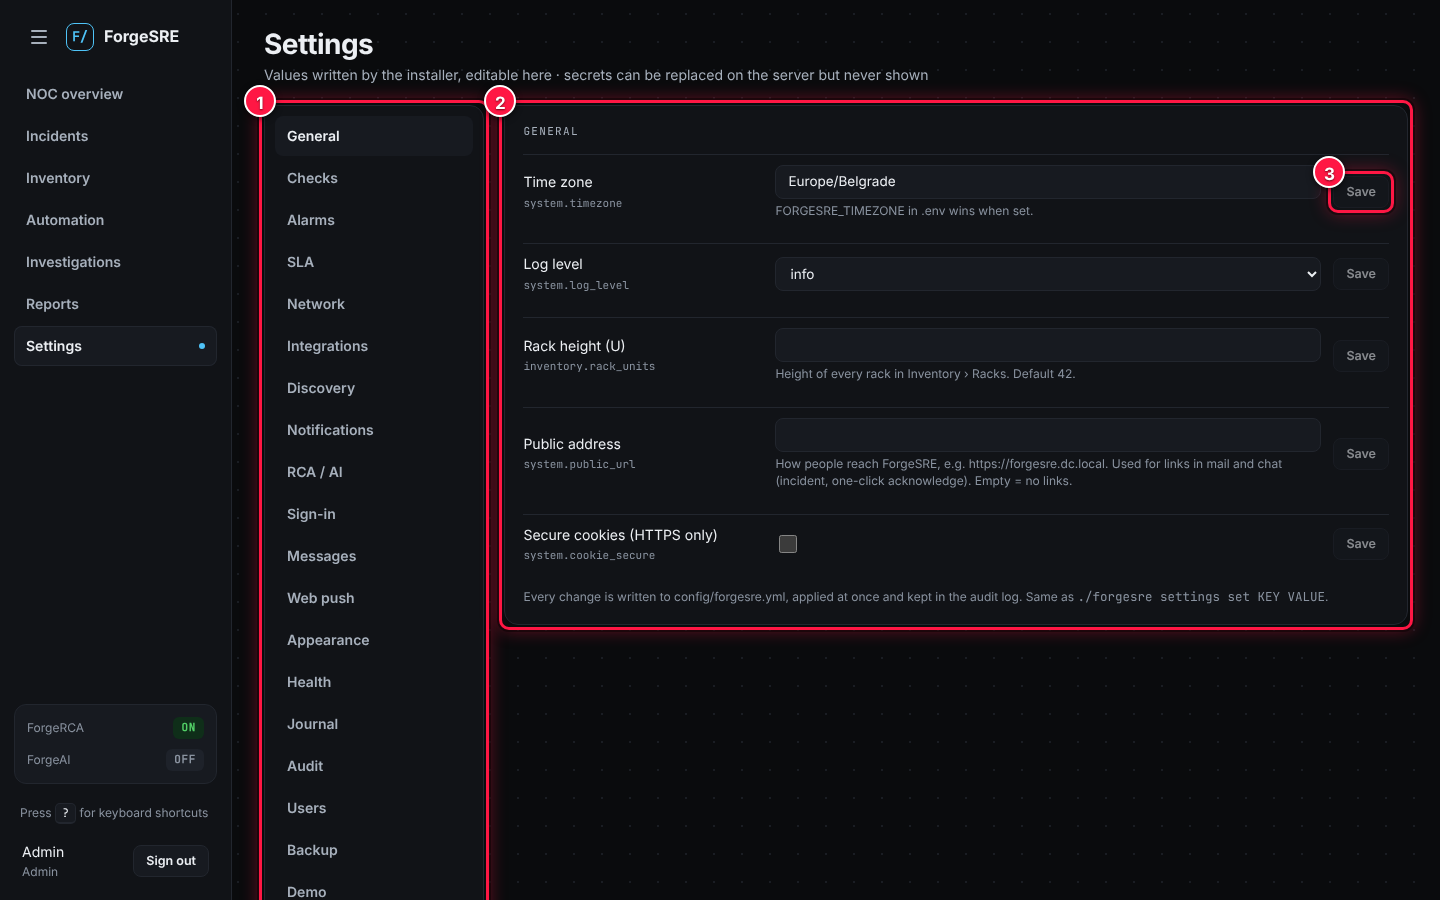 F/ ForgeSRE
NOC overview
Incidents
Inventory
Automation
Investigations
Reports
Settings
ForgeRCA ON
ForgeAI OFF
Press ? for keyboard shortcuts
Admin
Admin
Sign out
Settings
Values written by the installer, editable here · secrets can be replaced on the server but never shown
1
General
Checks
Alarms
SLA
Network
Integrations
Discovery
Notifications
RCA / AI
Sign-in
Messages
Web push
Appearance
Health
Journal
Audit
Users
Backup
Demo
2
GENERAL
Time zone
system.timezone
Europe/Belgrade
FORGESRE_TIMEZONE in .env wins when set.
3
Save
Log level
system.log_level
info
Save
Rack height (U)
inventory.rack_units
Height of every rack in Inventory › Racks. Default 42.
Save
Public address
system.public_url
How people reach ForgeSRE, e.g. https://forgesre.dc.local. Used for links in mail and chat
(incident, one-click acknowledge). Empty = no links.
Save
Secure cookies (HTTPS only)
system.cookie_secure
Save
Every change is written to config/forgesre.yml, applied at once and kept in the audit log. Same as ./forgesre settings set KEY VALUE.